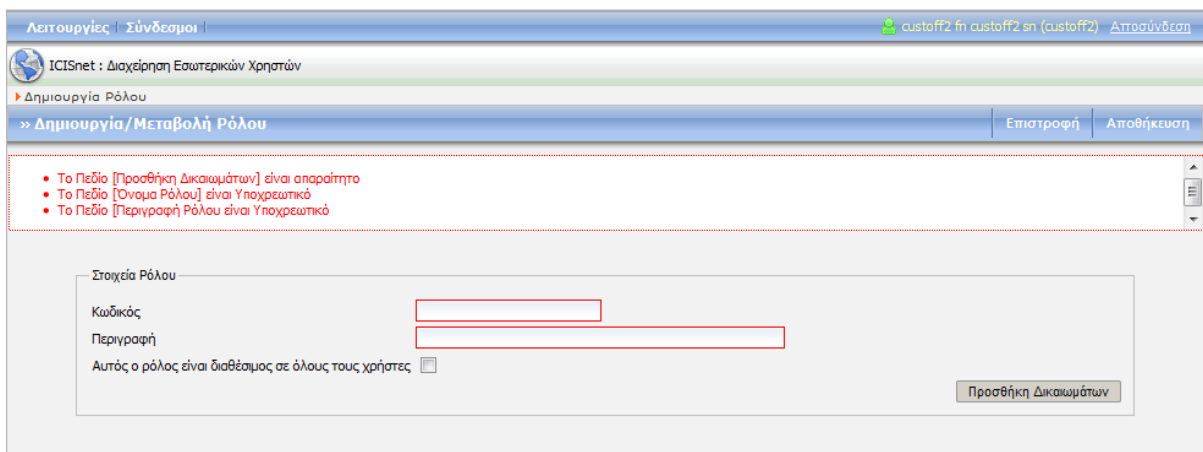 Λειτουργίες Σύνδεσμοι custoff2 fn custoff2 sn (custoff2) Αποσύνδεση
ICISnet : Διαχείρηση Εσωτερικών Χρηστών
Δημιουργία Ρόλου
» Δημιουργία/Μεταβολή Ρόλου Επιστροφή Αποθήκευση
• Το Πεδίο [Προσθήκη Δικαιωμάτων] είναι απαραίτητο
• Το Πεδίο [Όνομα Ρόλου] είναι Υποχρεωτικό
• Το Πεδίο [Περιγραφή Ρόλου είναι Υποχρεωτικό
Στοιχεία Ρόλου
Κωδικός
Περιγραφή
Αυτός ο ρόλος είναι διαθέσιμος σε όλους τους χρήστες
Προσθήκη Δικαιωμάτων